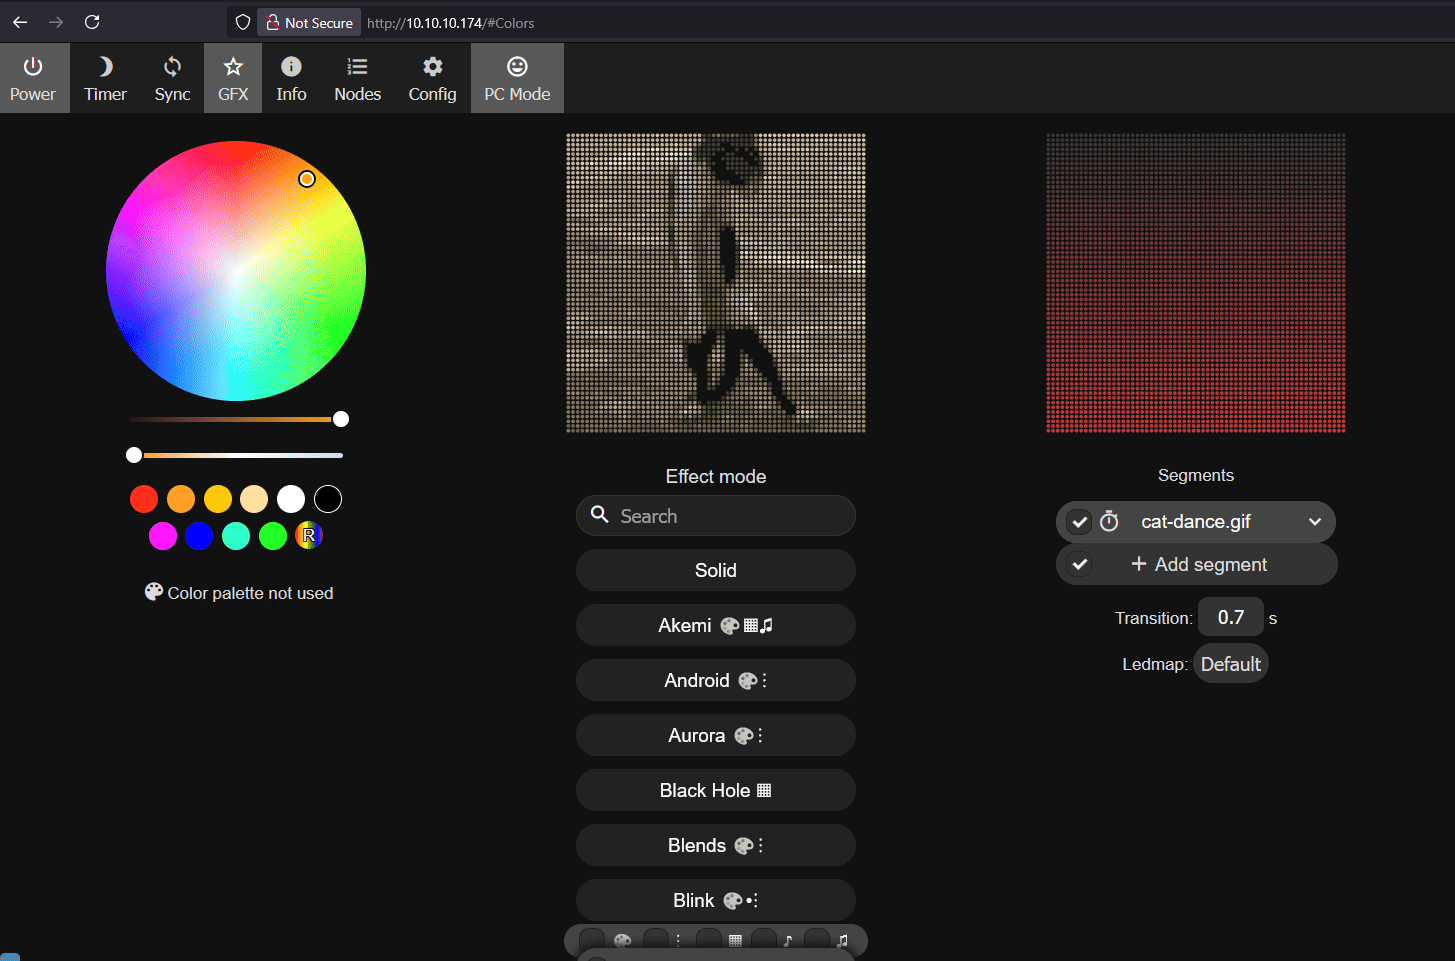 Not Secure http://10.10.10.174/#Colors
Power Timer Sync GFX Info Nodes Config PC Mode
Color palette not used
Effect mode
Search
Solid
Akemi
Android
Aurora
Black Hole
Blends
Blink
Segments
cat-dance.gif
+ Add segment
Transition: 0.7 s
Ledmap: Default
R